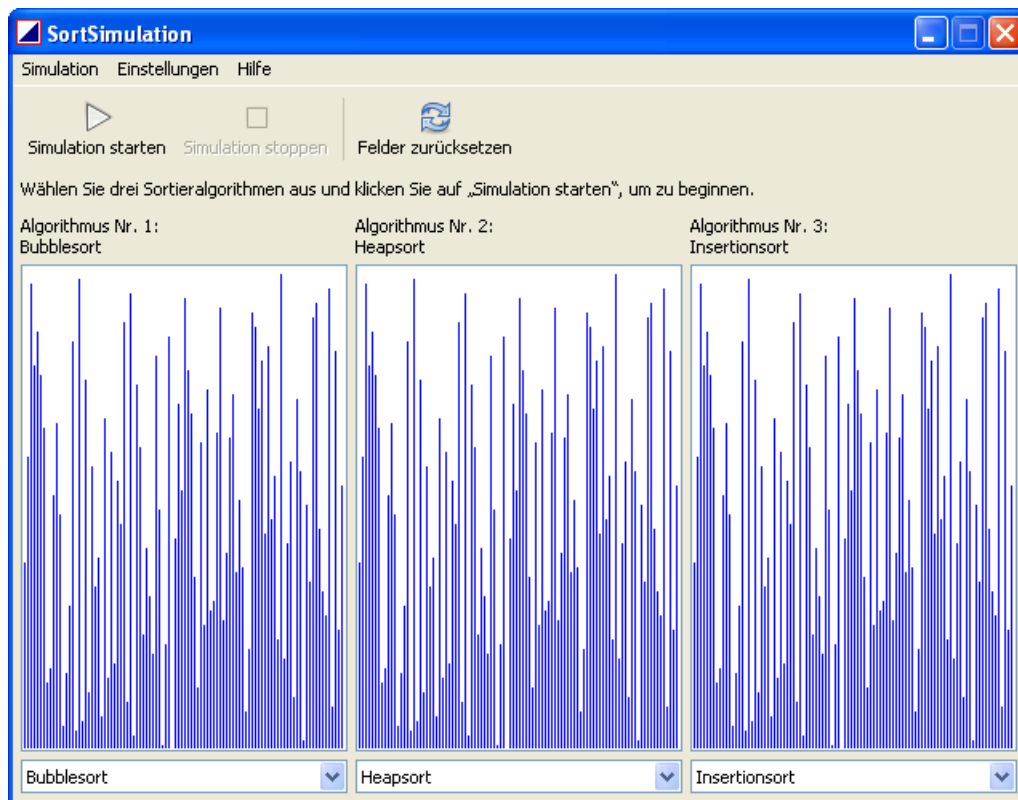 SortSimulation
Simulation Einstellungen Hilfe
Simulation starten Simulation stoppen Felder zurücksetzen
Wählen Sie drei Sortieralgorithmen aus und klicken Sie auf „Simulation starten“, um zu beginnen.
Algorithmus Nr. 1: Algorithmus Nr. 2: Algorithmus Nr. 3:
Bubblesort Heapsort Insertionsort
Bubblesort Heapsort Insertionsort